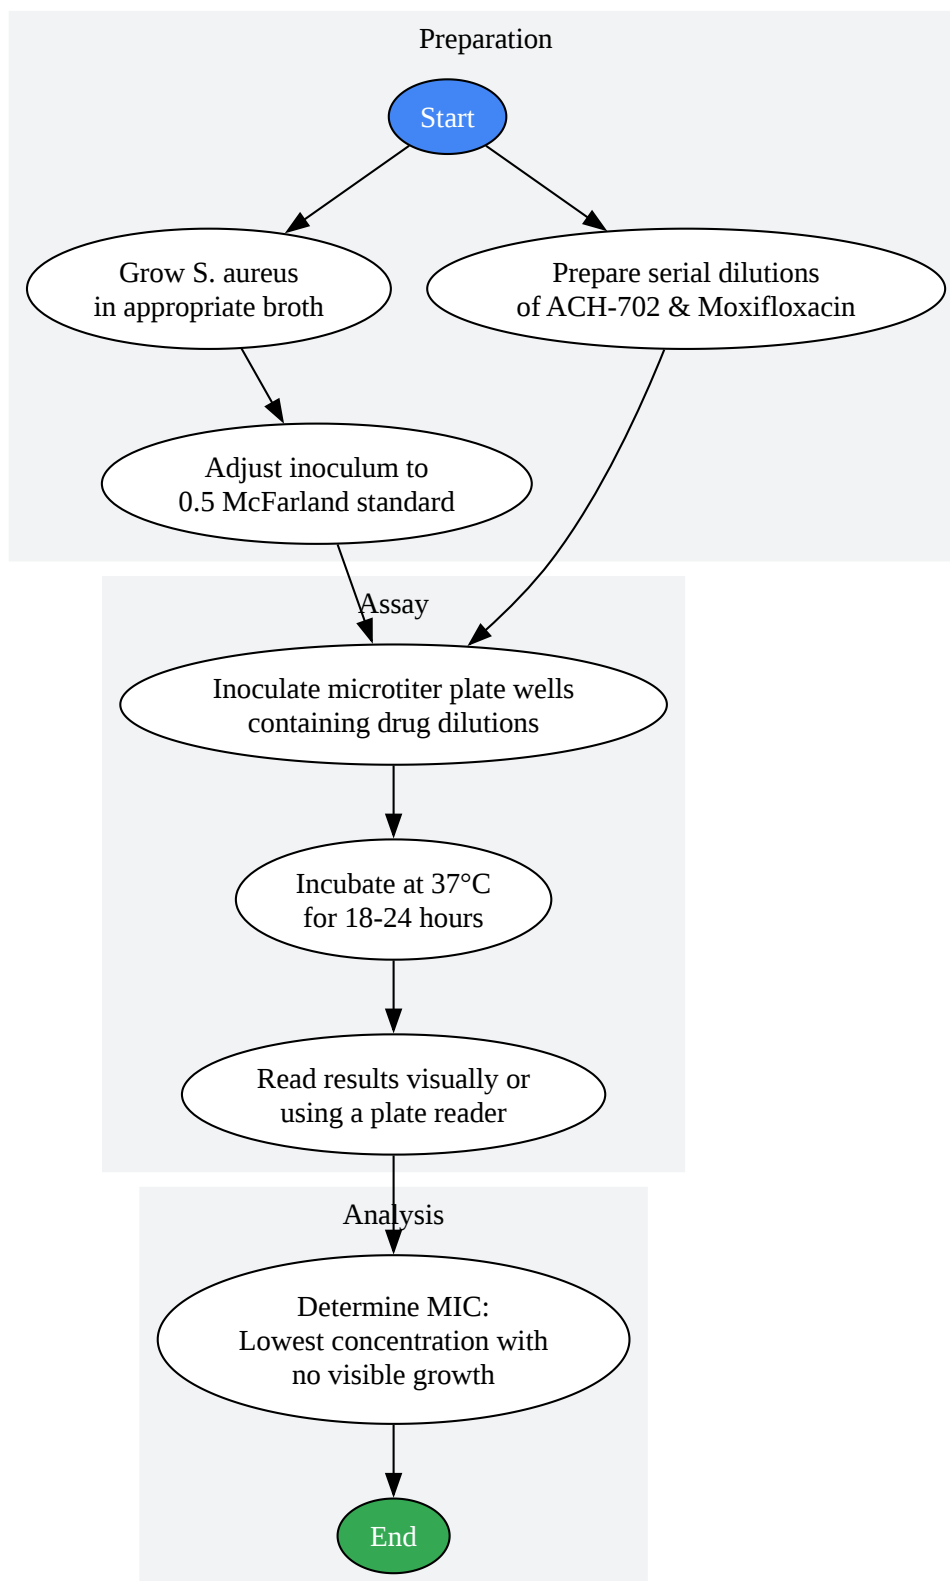 Preparation
Start
Grow S. aureus
in appropriate broth
Prepare serial dilutions
of ACH-702 & Moxifloxacin
Adjust inoculum to
0.5 McFarland standard
Assay
Inoculate microtiter plate wells
containing drug dilutions
Incubate at 37°C
for 18-24 hours
Read results visually or
using a plate reader
Analysis
Determine MIC:
Lowest concentration with
no visible growth
End